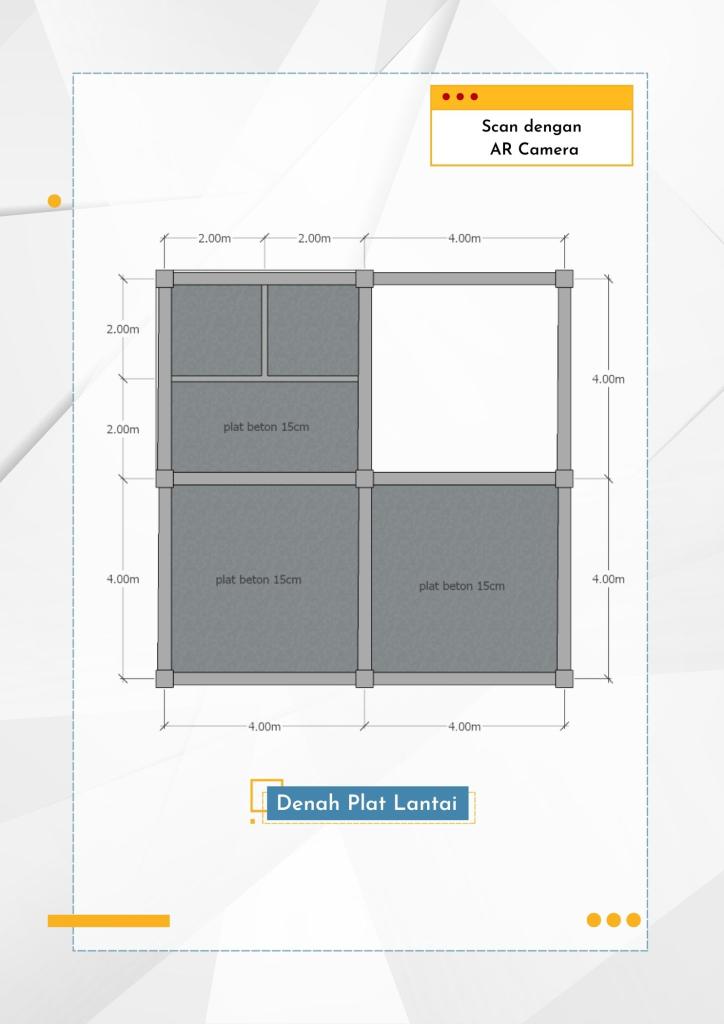 Scan dengan
AR Camera
2.00m 2.00m 4.00m
2.00m
4.00m
2.00m
plat beton 15cm
4.00m
plat beton 15cm
plat beton 15cm
4.00m
4.00m 4.00m
Denah Plat Lantai